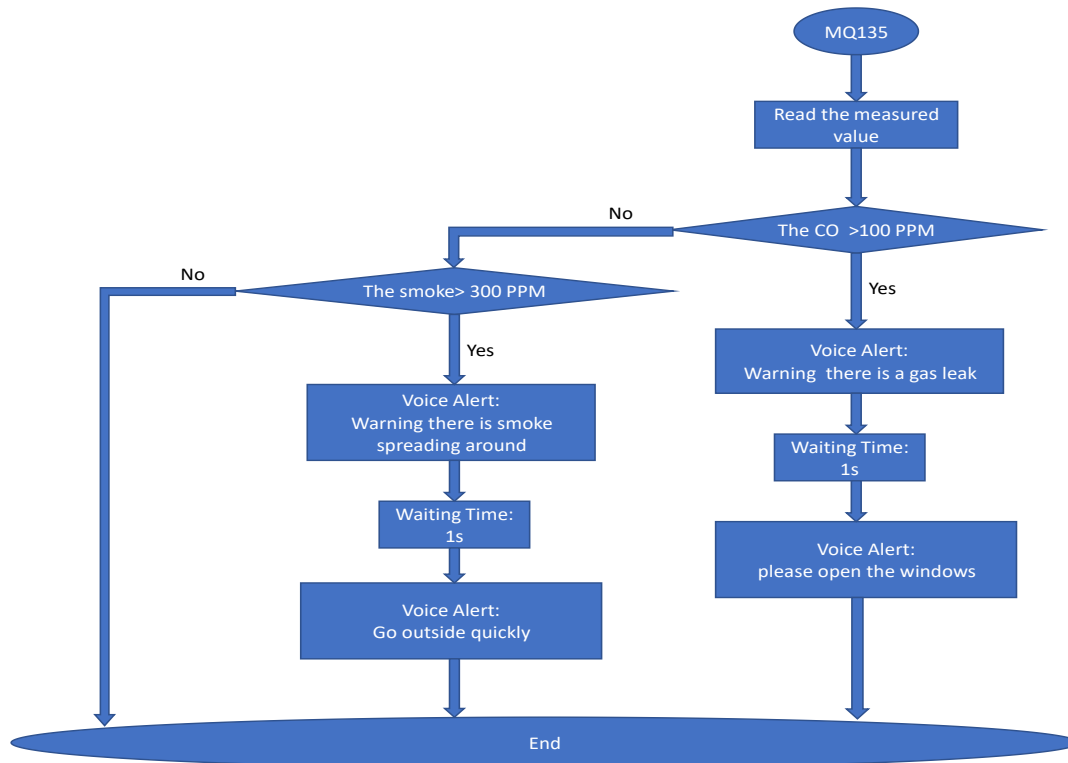 MQ135
Read the measured
value
No
The CO  >100 PPM
No
The smoke> 300 PPM
Yes
Yes
Voice Alert:
Warning  there is a gas leak
Voice Alert:
Warning there is smoke
spreading around
Waiting Time:
1s
Waiting Time:
1s
Voice Alert:
please open the windows
Voice Alert:
Go outside quickly
End